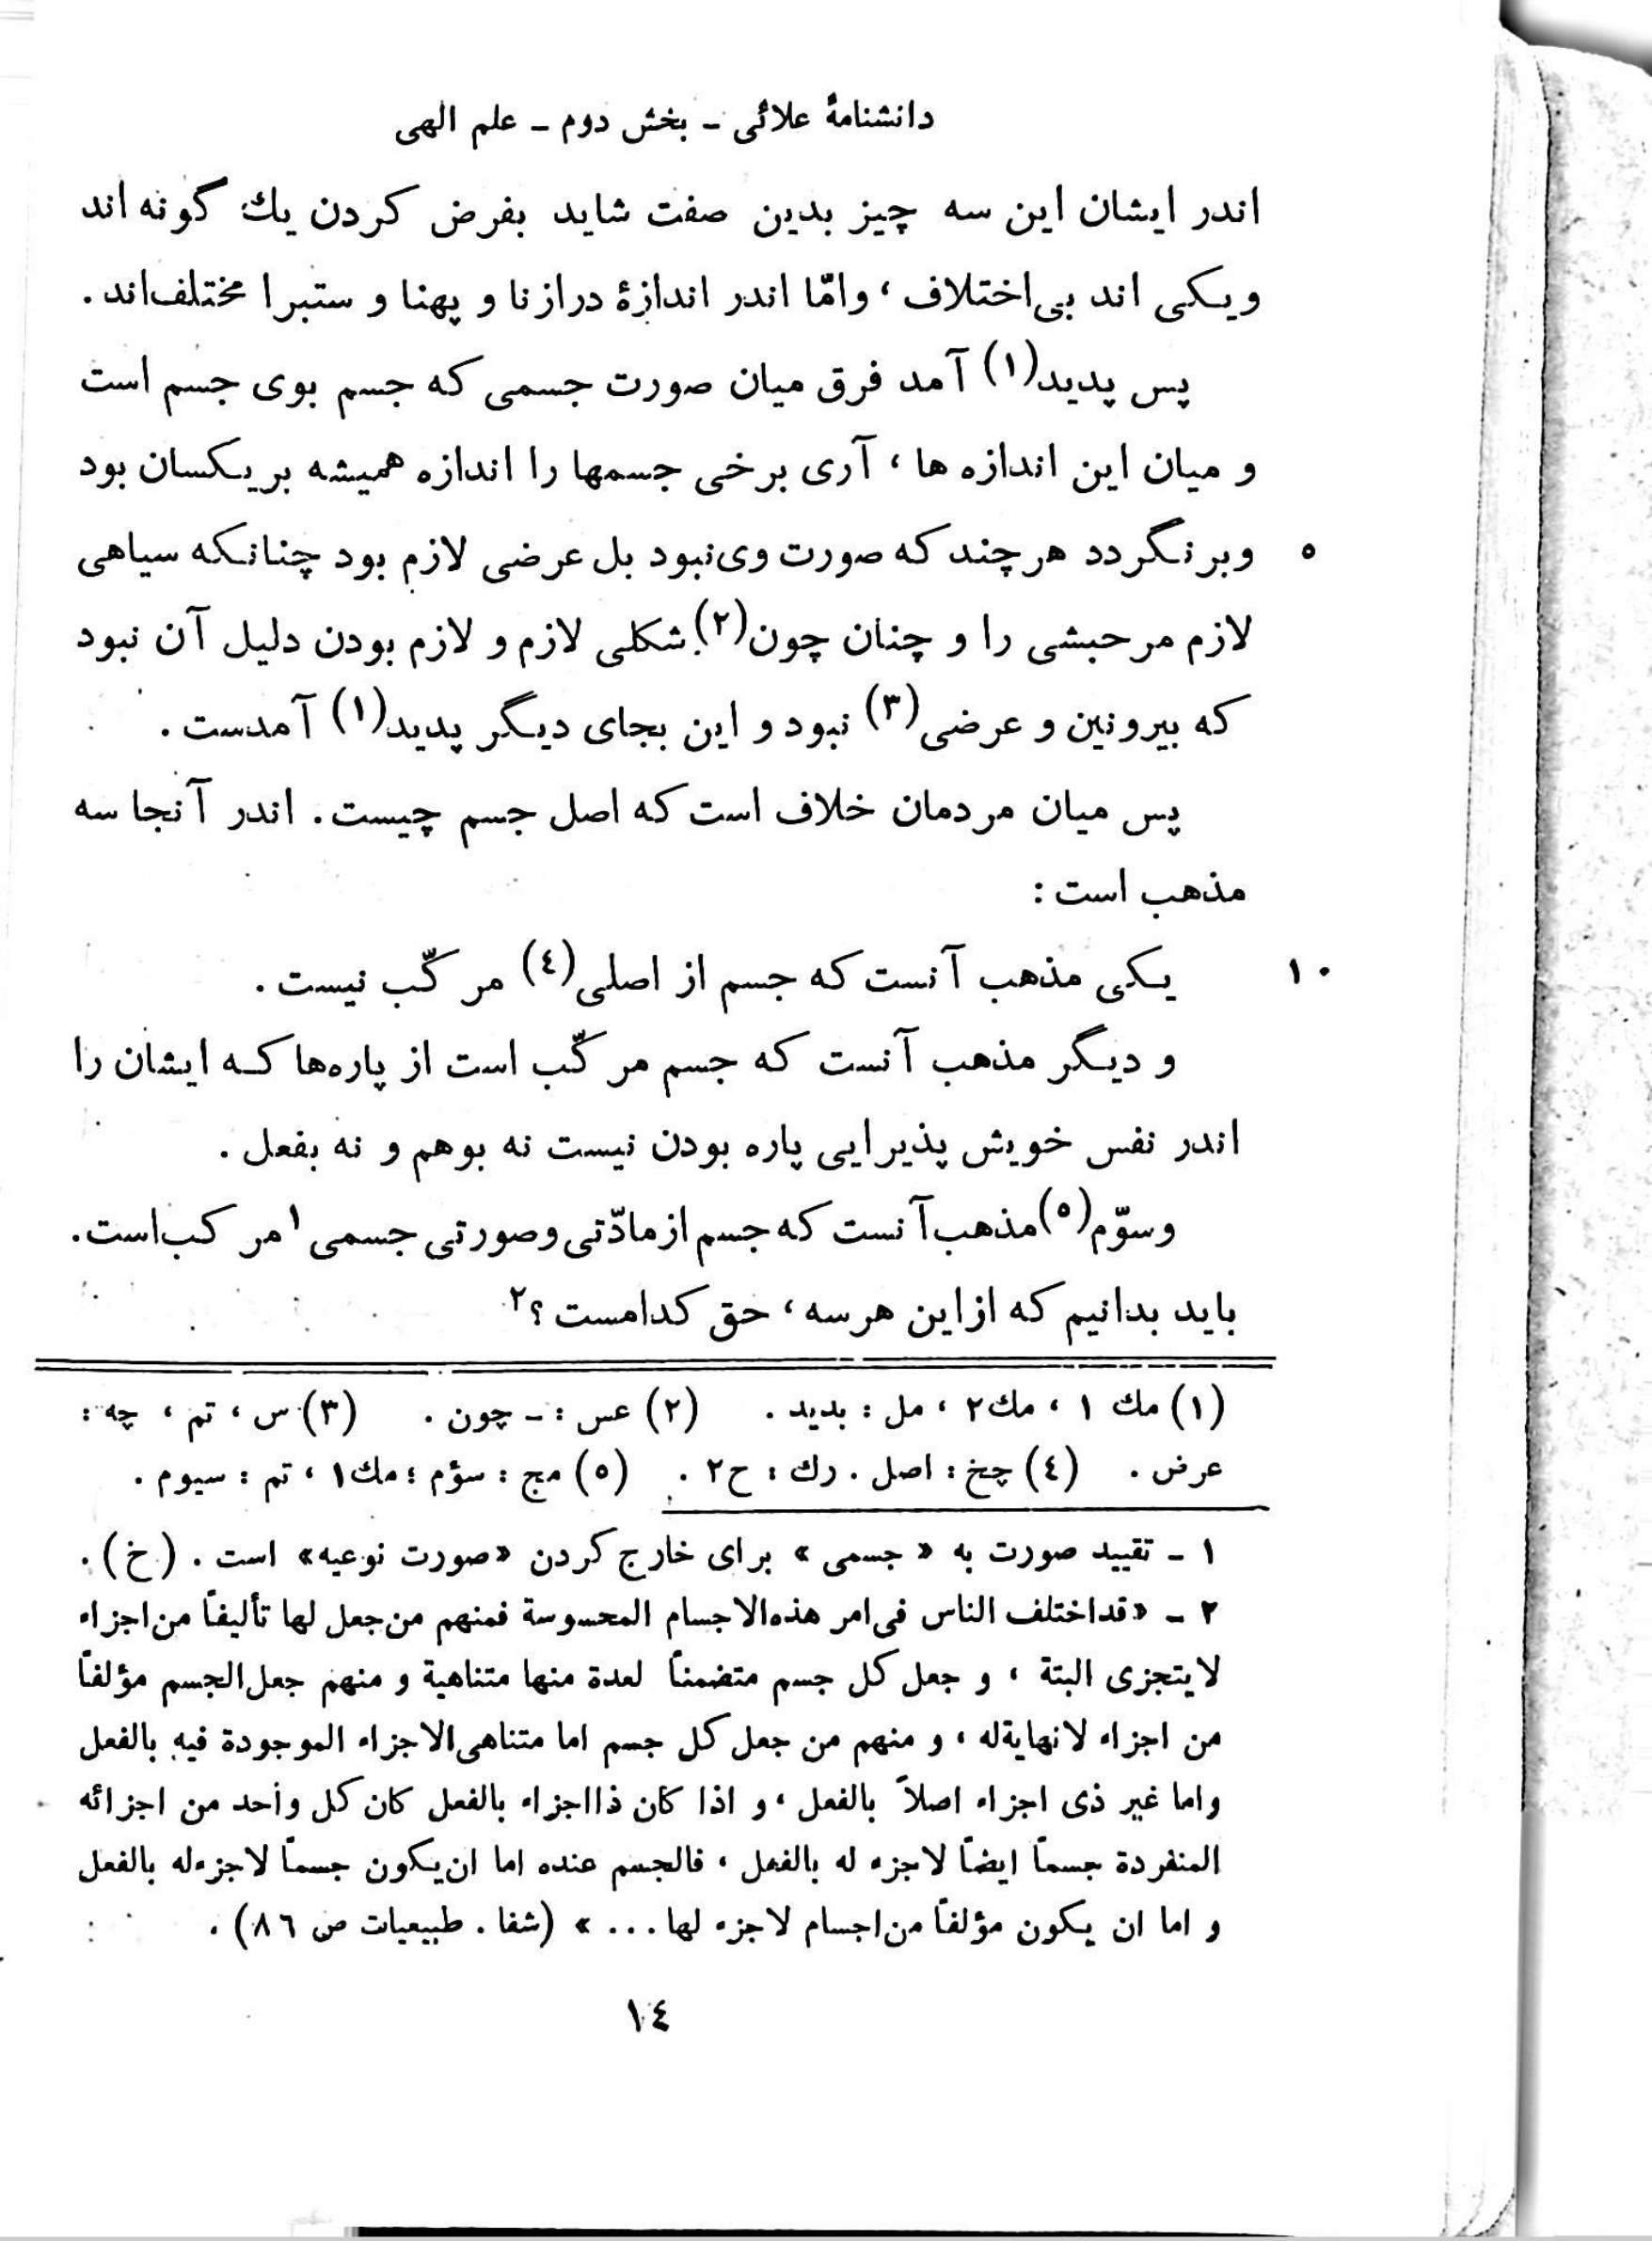 دانشنامهٔ علائی ـ بخش دوم ـ علم الهی
اندر ایشان این سه چیز بدین صفت شاید بفرض کردن یك گونه اند
ویکی اند بی‌اختلاف ، وامّا اندر اندازهٔ درازنا و پهنا و ستبرا مختلف‌اند .
پس پدید(۱) آمد فرق میان صورت جسمی که جسم بوی جسم است
و میان این اندازه ها ، آری برخی جسمها را اندازه همیشه بر یکسان بود
۵ وبر نگردد هرچند که صورت وی‌نبود بل عرضی لازم بود چنانکه سیاهی
لازم مر حبشی را و چنان چون(۲) شکلی لازم و لازم بودن دلیل آن نبود
که بیرونین و عرضی(۳) نبود و این بجای دیگر پدید(۱) آمدست .
پس میان مردمان خلاف است که اصل جسم چیست . اندر آنجا سه
مذهب است :
۱۰ یکی مذهب آنست که جسم از اصلی(٤) مرکّب نیست .
و دیگر مذهب آنست که جسم مرکّب است از پاره‌ها که ایشان را
اندر نفس خویش پذیرایی پاره بودن نیست نه بوهم و نه بفعل .
وسوّم(۵) مذهب آنست که جسم ازمادّتی وصورتی جسمی۱ مرکب‌است.
باید بدانیم که ازاین هرسه ، حق کدامست ؟۲
(۱) مك ۱ ، مك۲ ، مل : بدید . (۲) عس : ـ چون . (۳) س ، تم ، چه :
عرض . (٤) چخ : اصل . رك : ح۲ . (۵) مج : سؤم ؛ مك۱ ، تم : سیوم .
۱ ـ تقیید صورت به « جسمی » برای خارج کردن «صورت نوعیه» است . (خ) .
۲ ـ «قداختلف الناس فی‌امر هذه‌الاجسام المحسوسة فمنهم من‌جعل لها تألیفاً من‌اجزاء
لایتجزی البتة ، و جعل کل جسم متضمناً لعدة منها متناهیة و منهم جعل‌الجسم مؤلفاً
من اجزاء لانهایةله ، و منهم من جعل کل جسم اما متناهی‌الاجزاء الموجودة فیه بالفعل
واما غیر ذی اجزاء اصلاً بالفعل ، و اذا کان ذااجزاء بالفعل کان کل واحد من اجزائه
المنفردة جسماً ایضاً لاجزء له بالفعل ، فالجسم عنده اما ان‌یکون جسماً لاجزءله بالفعل
و اما ان یکون مؤلفاً من‌اجسام لاجزء لها ... » (شفا . طبیعیات ص ۸٦) .
۱٤